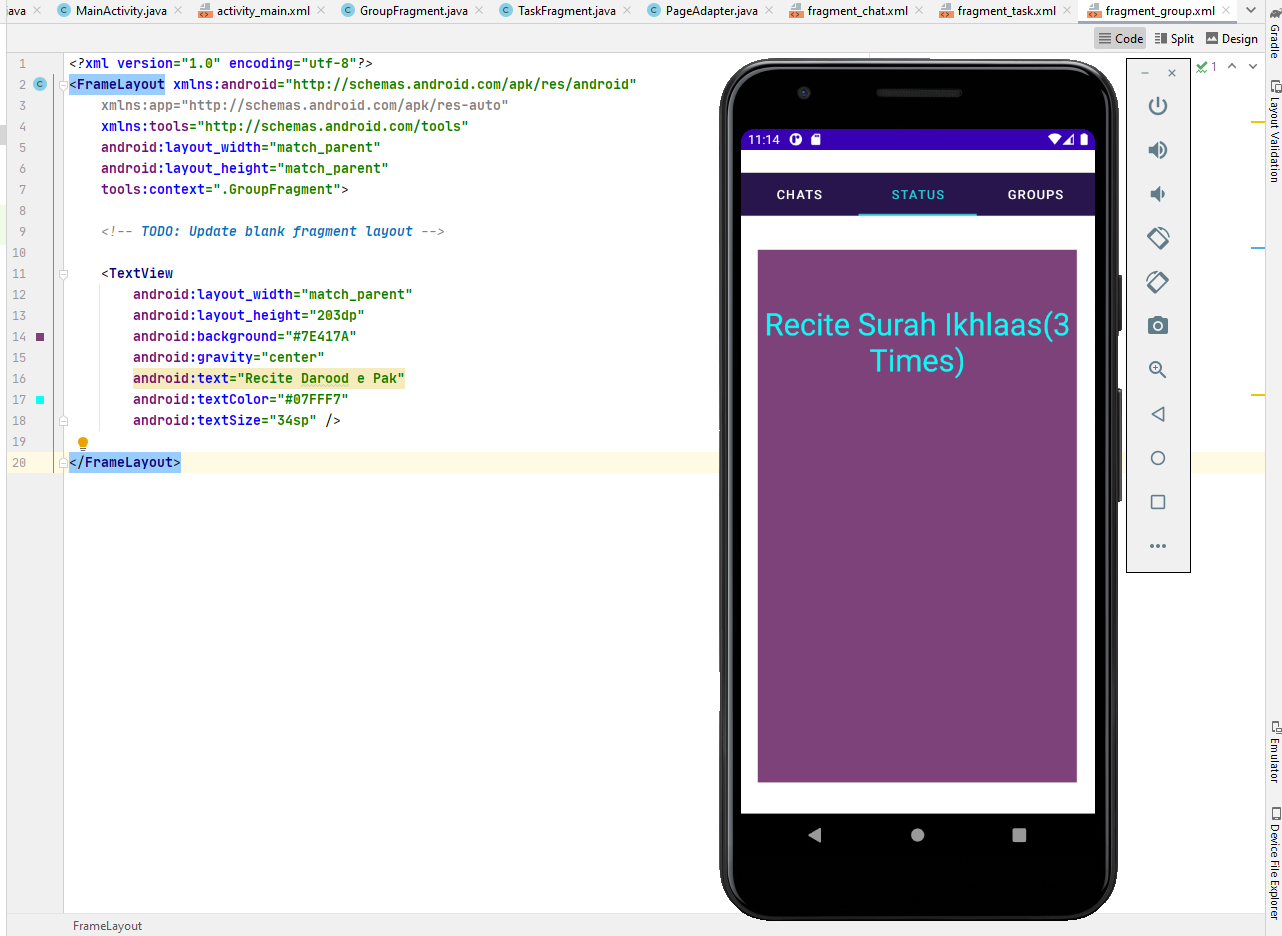 ava
MainActivity.java
activity_main.xml
GroupFragment.java
TaskFragment.java
PageAdapter.java
fragment_chat.xml
fragment_task.xml
fragment_group.xml
Code
Split
Design
1 <?xml version="1.0" encoding="utf-8"?>
2 <FrameLayout xmlns:android="http://schemas.android.com/apk/res/android"
3 xmlns:app="http://schemas.android.com/apk/res-auto"
4 xmlns:tools="http://schemas.android.com/tools"
5 android:layout_width="match_parent"
6 android:layout_height="match_parent"
7 tools:context=".GroupFragment">
8
9 <!-- TODO: Update blank fragment layout -->
10
11 <TextView
12 android:layout_width="match_parent"
13 android:layout_height="203dp"
14 android:background="#7E417A"
15 android:gravity="center"
16 android:text="Recite Darood e Pak"
17 android:textColor="#07FFF7"
18 android:textSize="34sp" />
19
20 </FrameLayout>
FrameLayout
11:14
CHATS
STATUS
GROUPS
Recite Surah Ikhlaas(3
Times)
1
Gradle
Layout Validation
Emulator
Device File Explorer